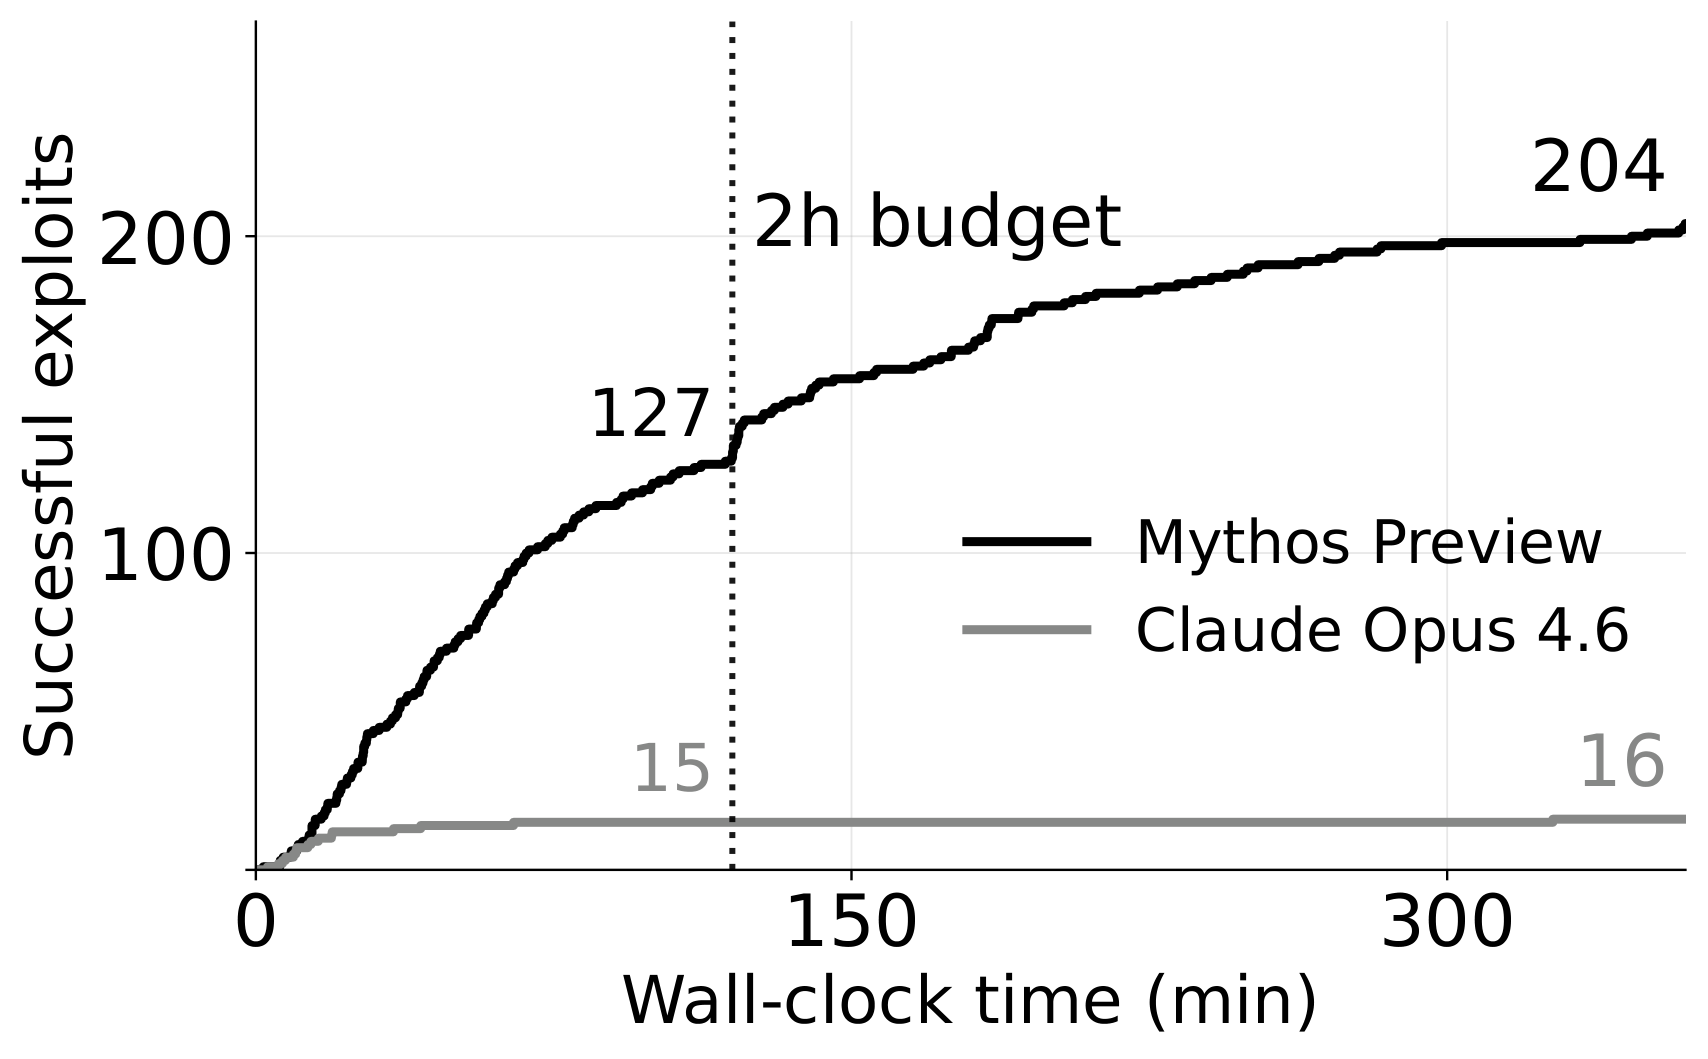 204
200
2h budget
127
100
Mythos Preview
Claude Opus 4.6
15
16
0
150
300
Wall-clock time (min)
Successful exploits